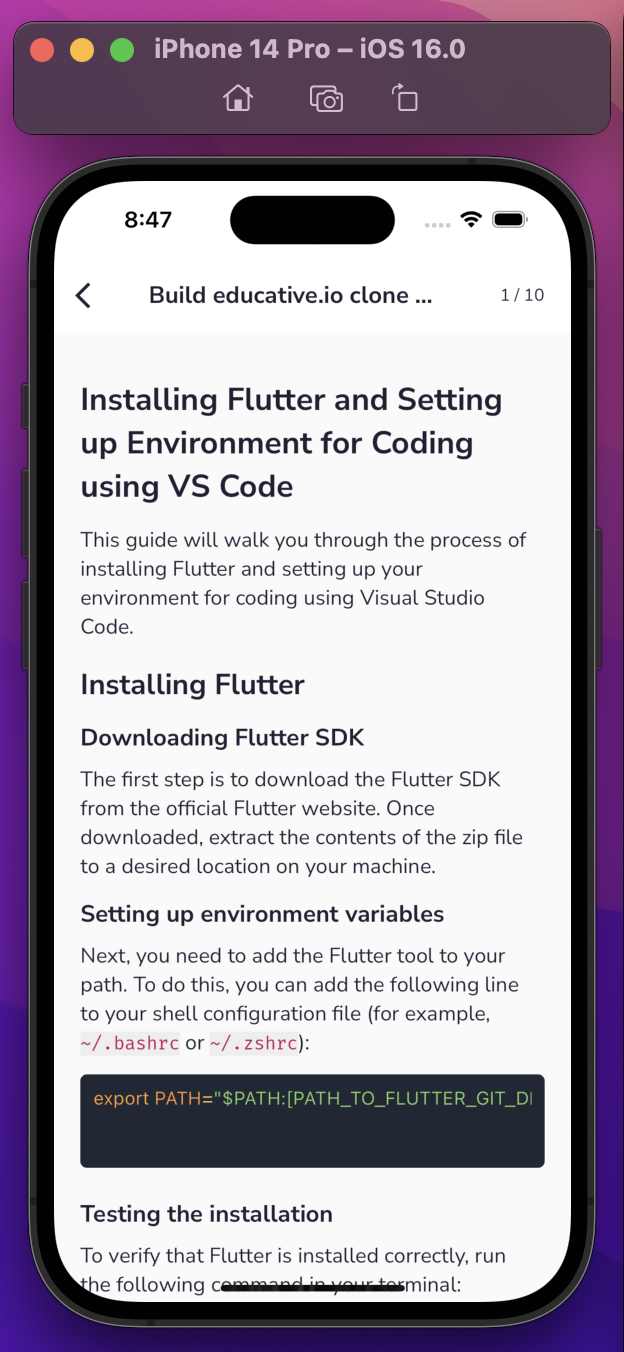 iPhone 14 Pro – iOS 16.0
8:47
Build educative.io clone ...
1 / 10
Installing Flutter and Setting
up Environment for Coding
using VS Code
This guide will walk you through the process of
installing Flutter and setting up your
environment for coding using Visual Studio
Code.
Installing Flutter
Downloading Flutter SDK
The first step is to download the Flutter SDK
from the official Flutter website. Once
downloaded, extract the contents of the zip file
to a desired location on your machine.
Setting up environment variables
Next, you need to add the Flutter tool to your
path. To do this, you can add the following line
to your shell configuration file (for example,
~/.bashrc or ~/.zshrc):
export PATH="$PATH:[PATH_TO_FLUTTER_GIT_DI
Testing the installation
To verify that Flutter is installed correctly, run
the following command in your terminal: